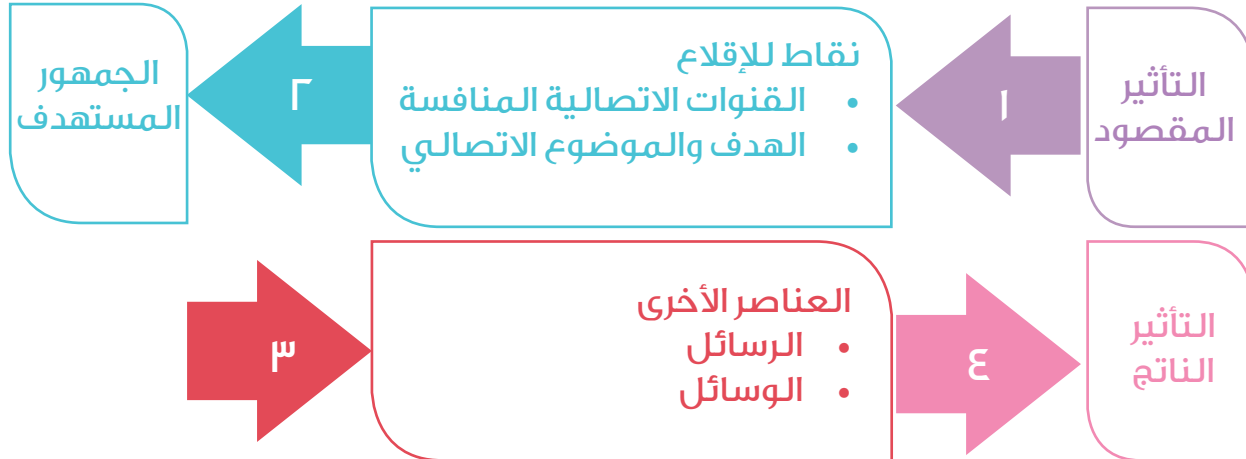 التأثير
المقصود
١
نقاط للإقلاع
• القنوات الاتصالية المنافسة
• الهدف والموضوع الاتصالي
٢
الجمهور
المستهدف
٣
العناصر الأخرى
• الرسائل
• الوسائل
٤
التأثير
الناتج